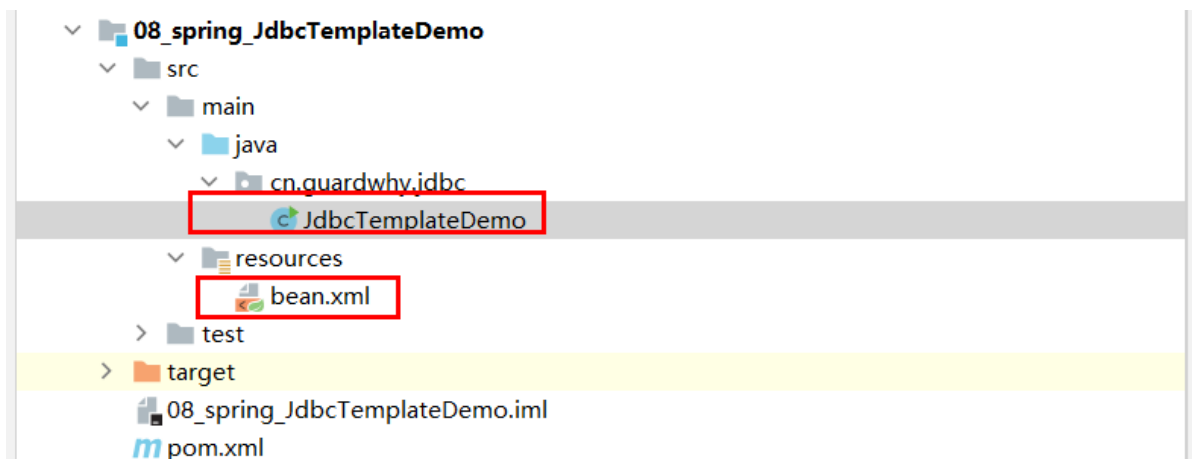 08_spring_JdbcTemplateDemo
src
main
java
cn.guardwhy.jdbc
JdbcTemplateDemo
resources
bean.xml
test
target
08_spring_JdbcTemplateDemo.iml
pom.xml